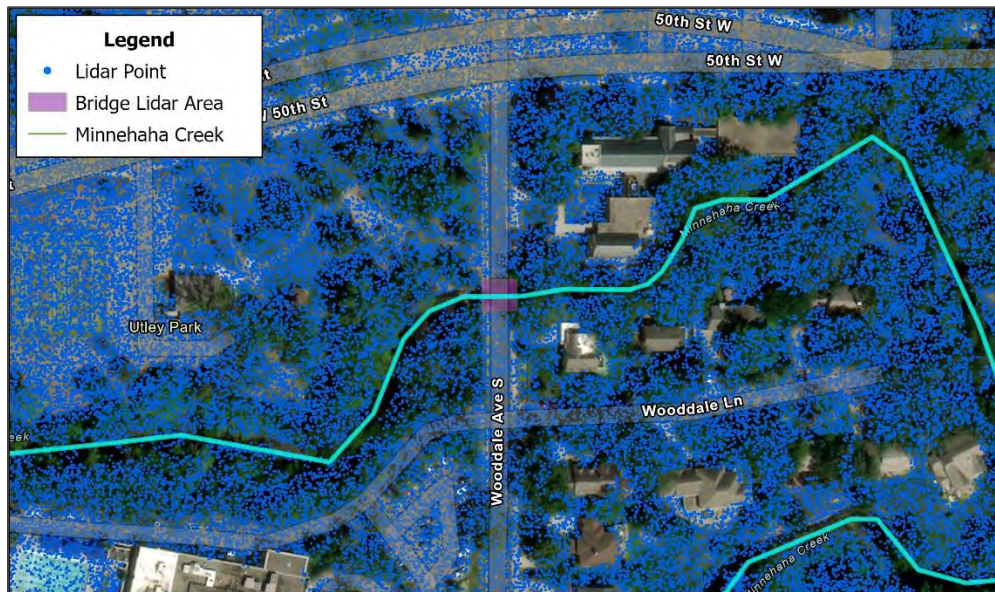 Legend
Lidar Point
Bridge Lidar Area
Minnehaha Creek
50th St W
50th St W
W 50th St
Minnehaha Creek
Utley Park
Wooddale Ave S
Wooddale Ln
Minnehaha Creek